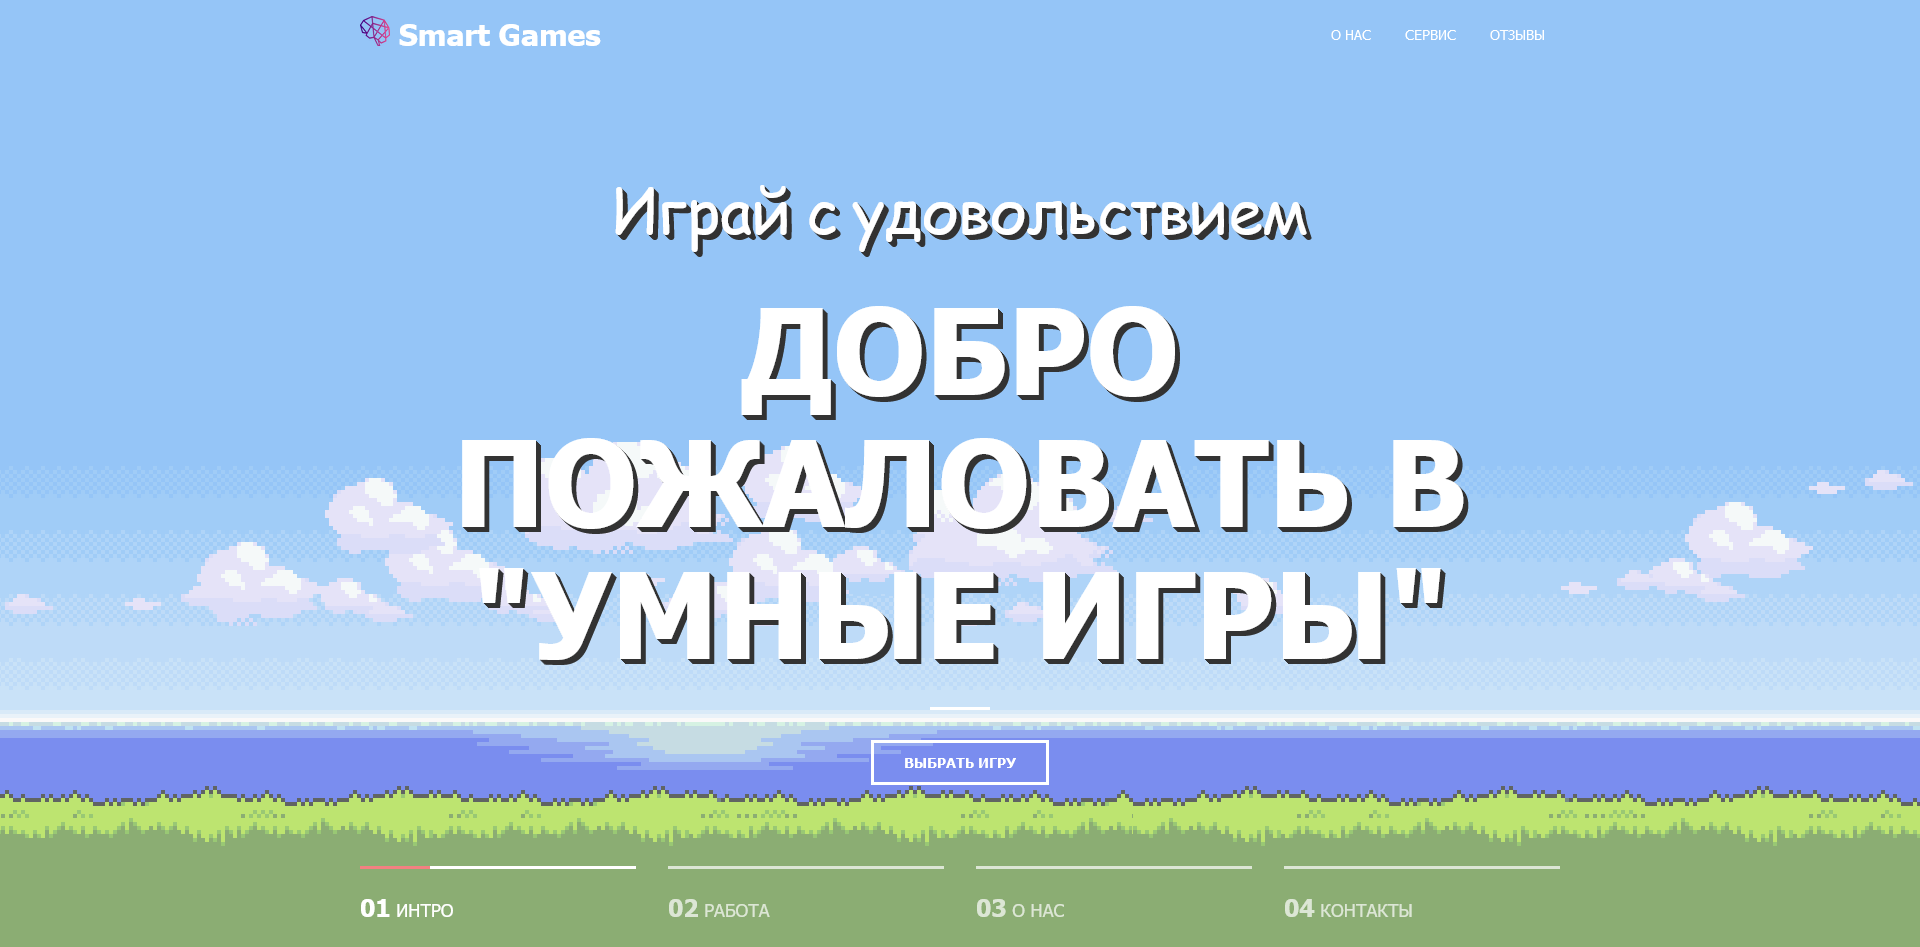 Smart Games
О НАС СЕРВИС ОТЗЫВЫ
Играй с удовольствием
ДОБРО
ПОЖАЛОВАТЬ В
"УМНЫЕ ИГРЫ"
ВЫБРАТЬ ИГРУ
01 ИНТРО 02 РАБОТА 03 О НАС 04 КОНТАКТЫ